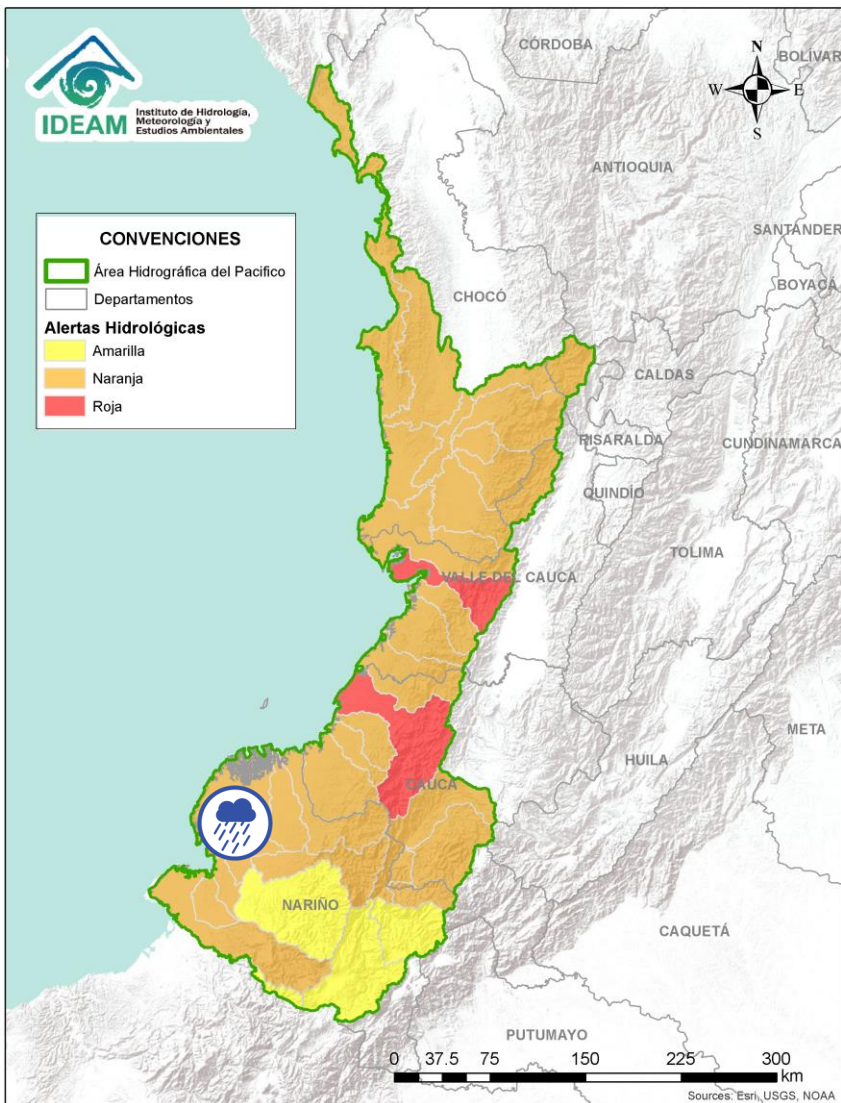 IDEAM
Instituto de Hidrología,
Meteorología y
Estudios Ambientales
N
W
E
S
CÓRDOBA
BOLÍVAR
ANTIOQUIA
SANTANDER
BOYACÁ
CHOCÓ
CALDAS
RISARALDA
CUNDINAMARCA
QUINDÍO
TOLIMA
VALLE DEL CAUCA
META
HUILA
CAUCA
NARIÑO
CAQUETÁ
PUTUMAYO
CONVENCIONES
Área Hidrográfica del Pacifico
Departamentos
Alertas Hidrológicas
Amarilla
Naranja
Roja
0 37.5 75 150 225 300
km
Sources: Esri, USGS, NOAA